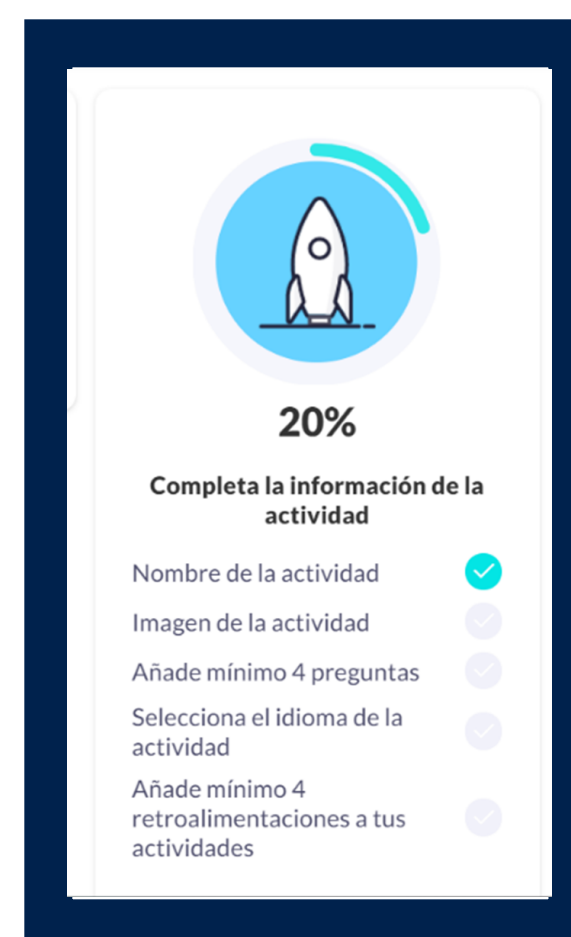 20%
Completa la información de la
actividad
Nombre de la actividad
Imagen de la actividad
Añade mínimo 4 preguntas
Selecciona el idioma de la
actividad
Añade mínimo 4
retroalimentaciones a tus
actividades